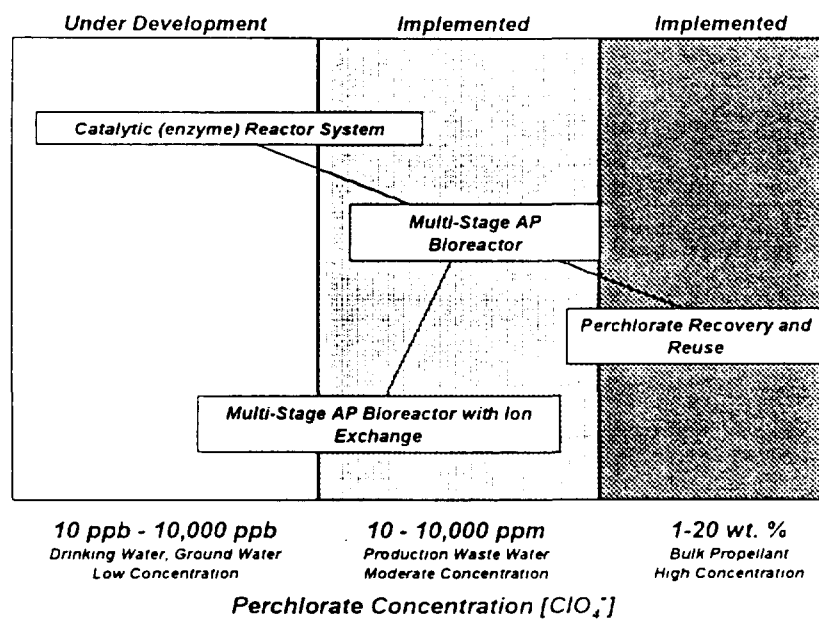 Under Development
Implemented
Implemented
Catalytic (enzyme) Reactor System
Multi-Stage AP
Bioreactor
Perchlorate Recovery and
Reuse
Multi-Stage AP Bioreactor with Ion
Exchange
10 ppb - 10,000 ppb
Drinking Water, Ground Water
Low Concentration
10 - 10,000 ppm
Production Waste Water
Moderate Concentration
1-20 wt. %
Bulk Propellant
High Concentration
Perchlorate Concentration [ClO₄⁻]